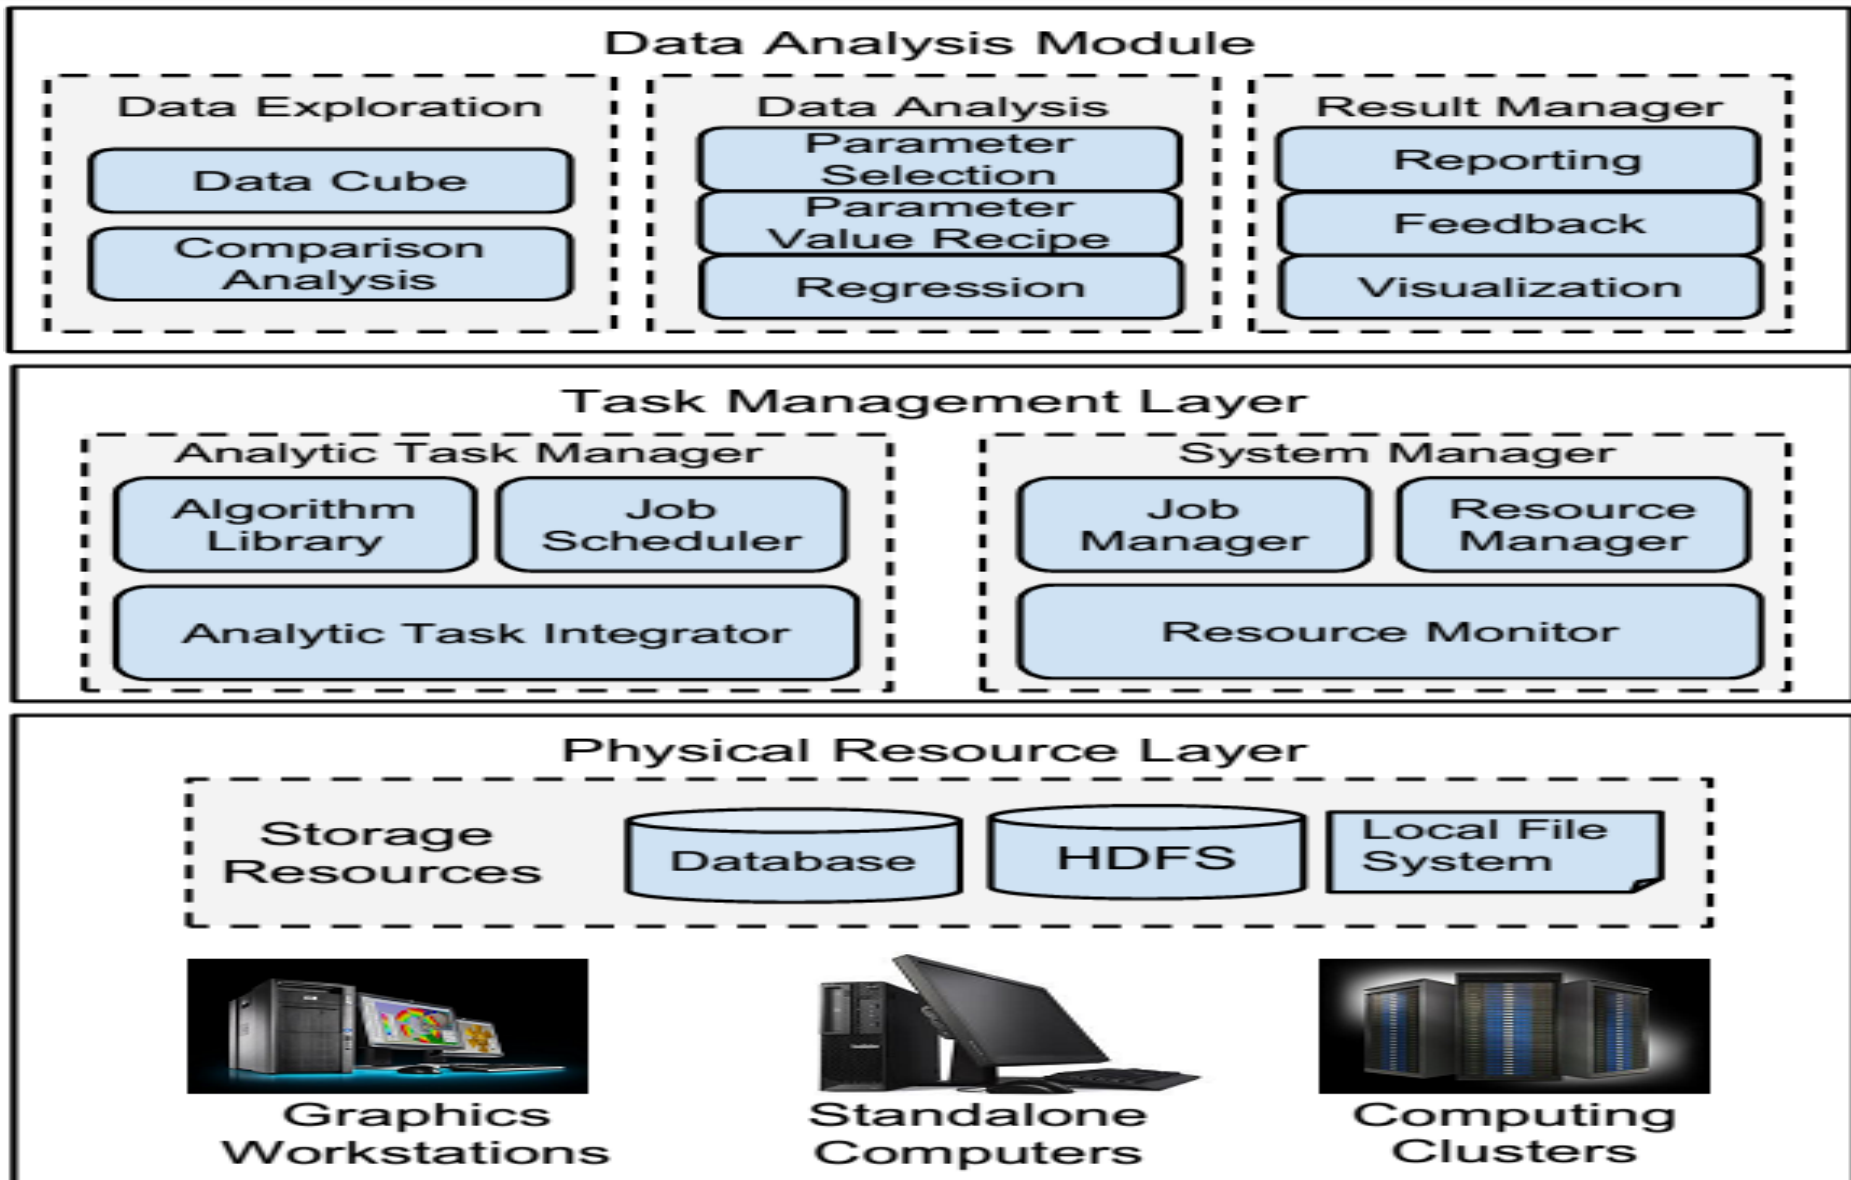 Data Analysis Module
Data Exploration
Data Cube
Comparison
Analysis
Data Analysis
Parameter
Selection
Parameter
Value Recipe
Regression
Result Manager
Reporting
Feedback
Visualization
Task Management Layer
Analytic Task Manager
Algorithm
Library
Job
Scheduler
Analytic Task Integrator
System Manager
Job
Manager
Resource
Manager
Resource Monitor
Physical Resource Layer
Storage
Resources
Database
HDFS
Local File
System
Graphics
Workstations
Standalone
Computers
Computing
Clusters